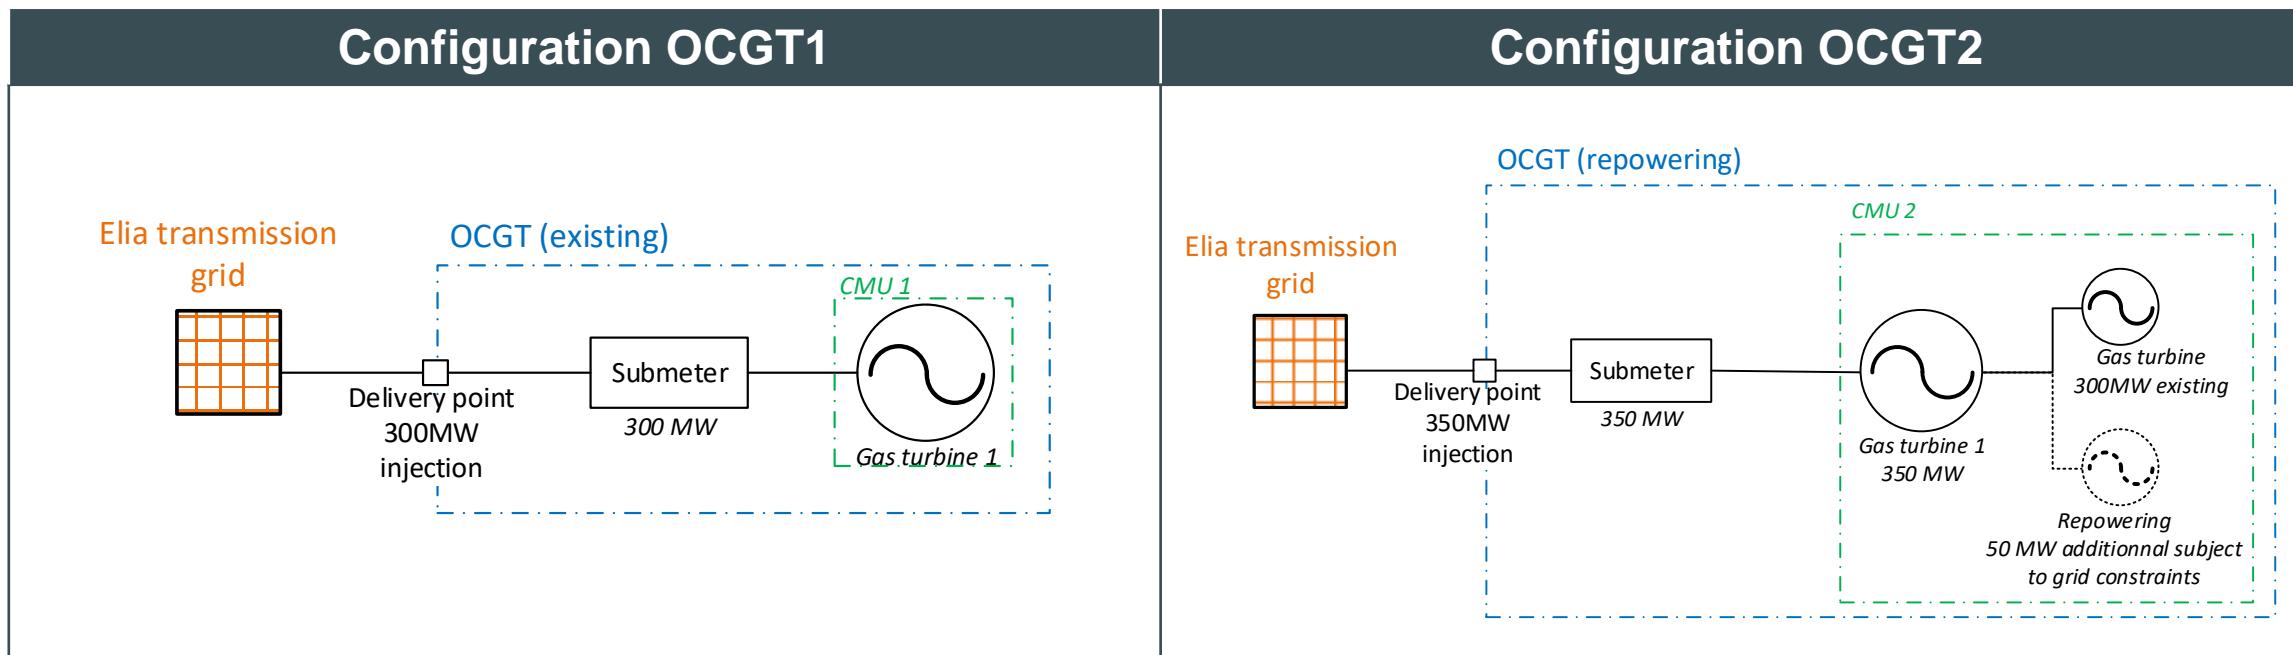 Configuration OCGT1
Elia transmission
grid
OCGT (existing)
CMU 1
Submeter
300 MW
Delivery point
300MW
injection
Gas turbine 1
Configuration OCGT2
OCGT (repowering)
CMU 2
Elia transmission
grid
Delivery point
350MW
injection
Submeter
350 MW
Gas turbine 1
350 MW
Gas turbine
300MW existing
Repowering
50 MW additionnal subject
to grid constraints